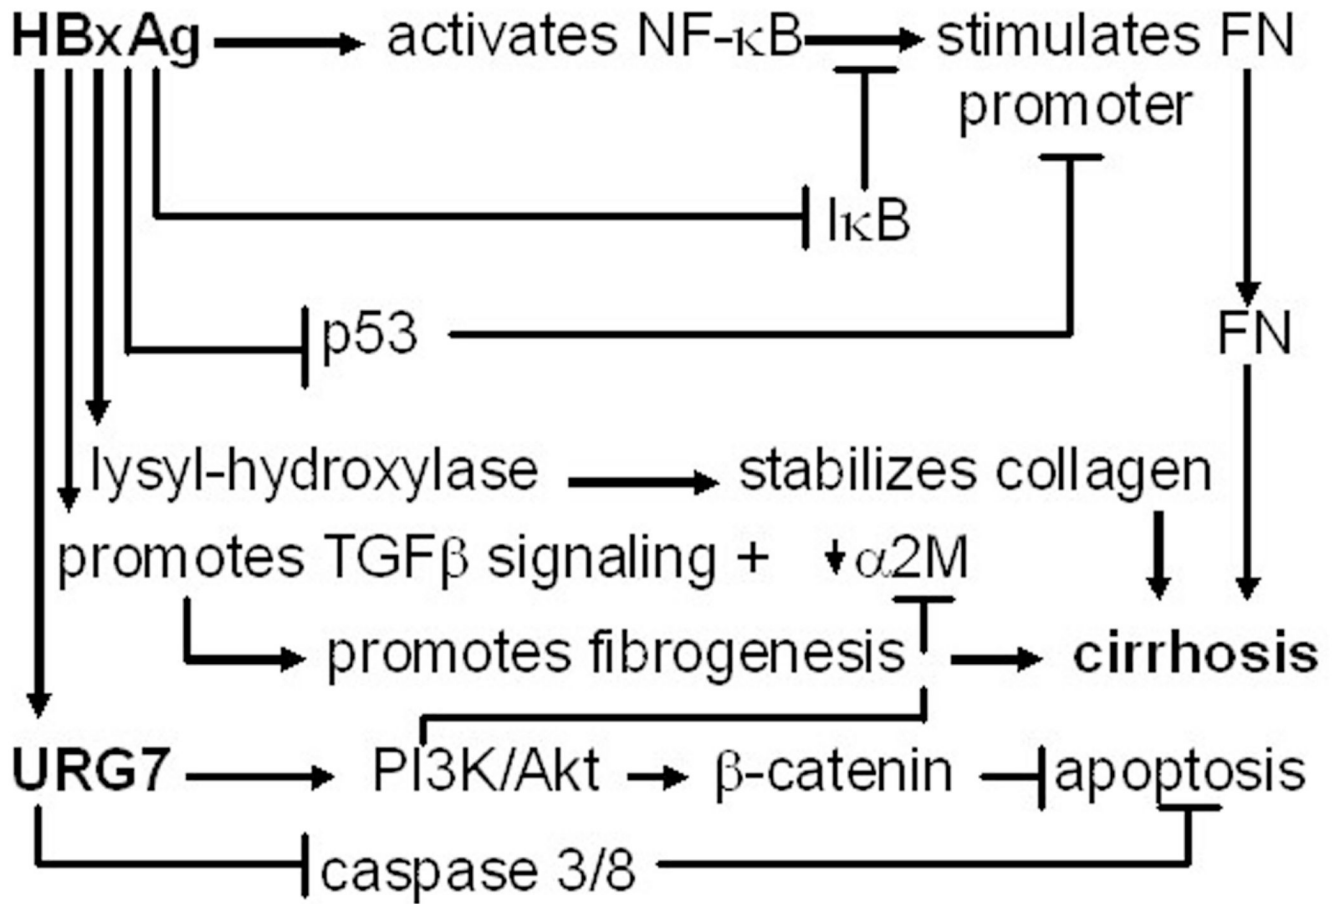 HBxAg activates NF-κB stimulates FN
promoter
IκB
p53 FN
lysyl-hydroxylase stabilizes collagen
promotes TGFβ signaling + α2M
promotes fibrogenesis cirrhosis
URG7 PI3K/Akt β-catenin apoptosis
caspase 3/8